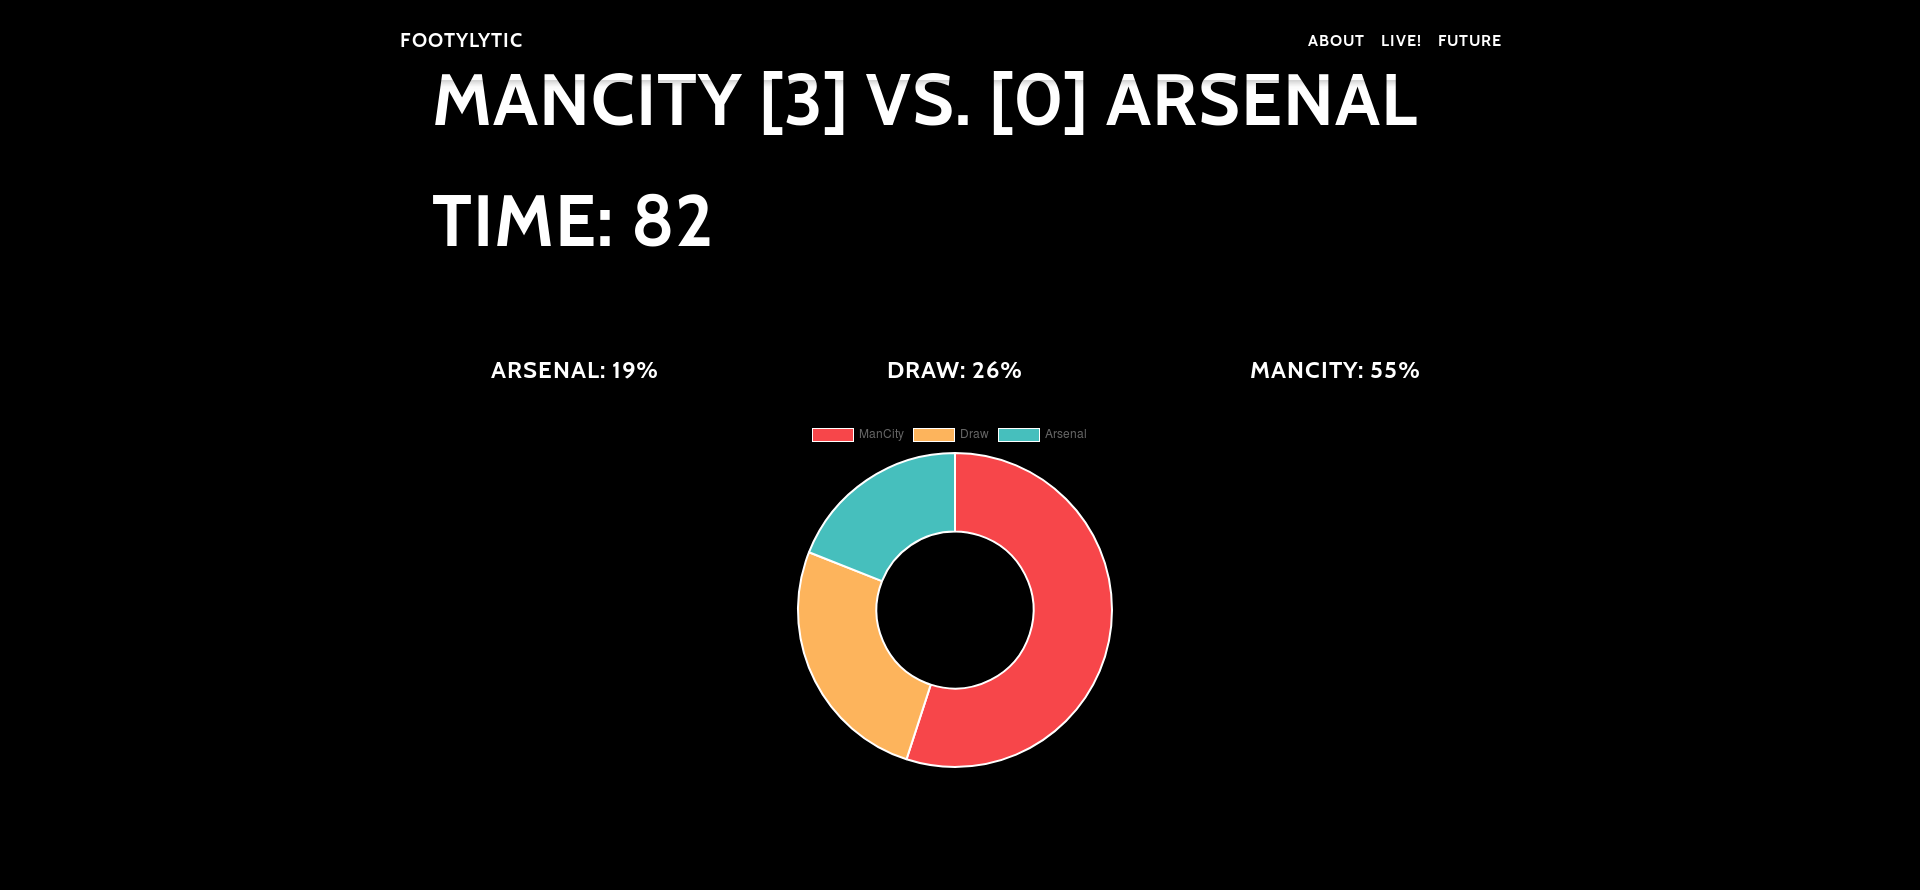 FOOTYLYTIC
ABOUT LIVE! FUTURE
MANCITY [3] VS. [0] ARSENAL
TIME: 82
ARSENAL: 19%
DRAW: 26%
MANCITY: 55%
ManCity Draw Arsenal